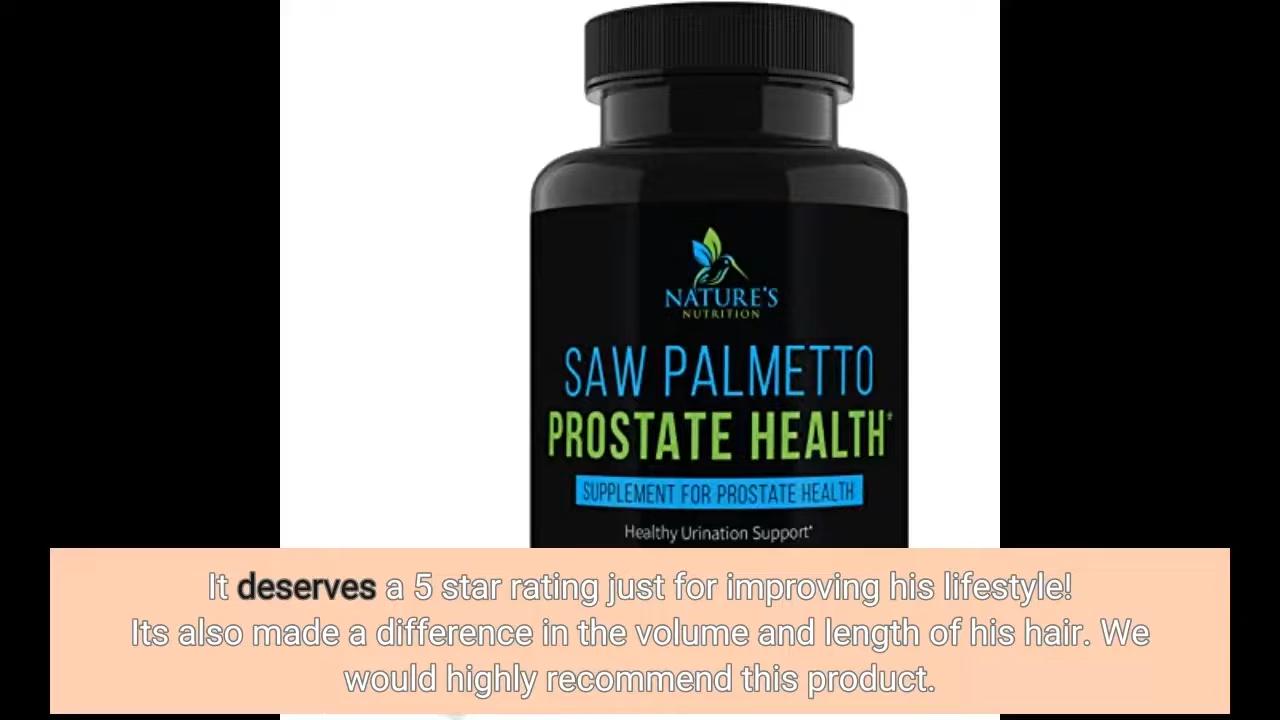 NATURE'S
NUTRITION
SAW PALMETTO
PROSTATE HEALTH*
SUPPLEMENT FOR PROSTATE HEALTH
Healthy Urination Support*
It deserves a 5 star rating just for improving his lifestyle!
Its also made a difference in the volume and length of his hair. We
would highly recommend this product.